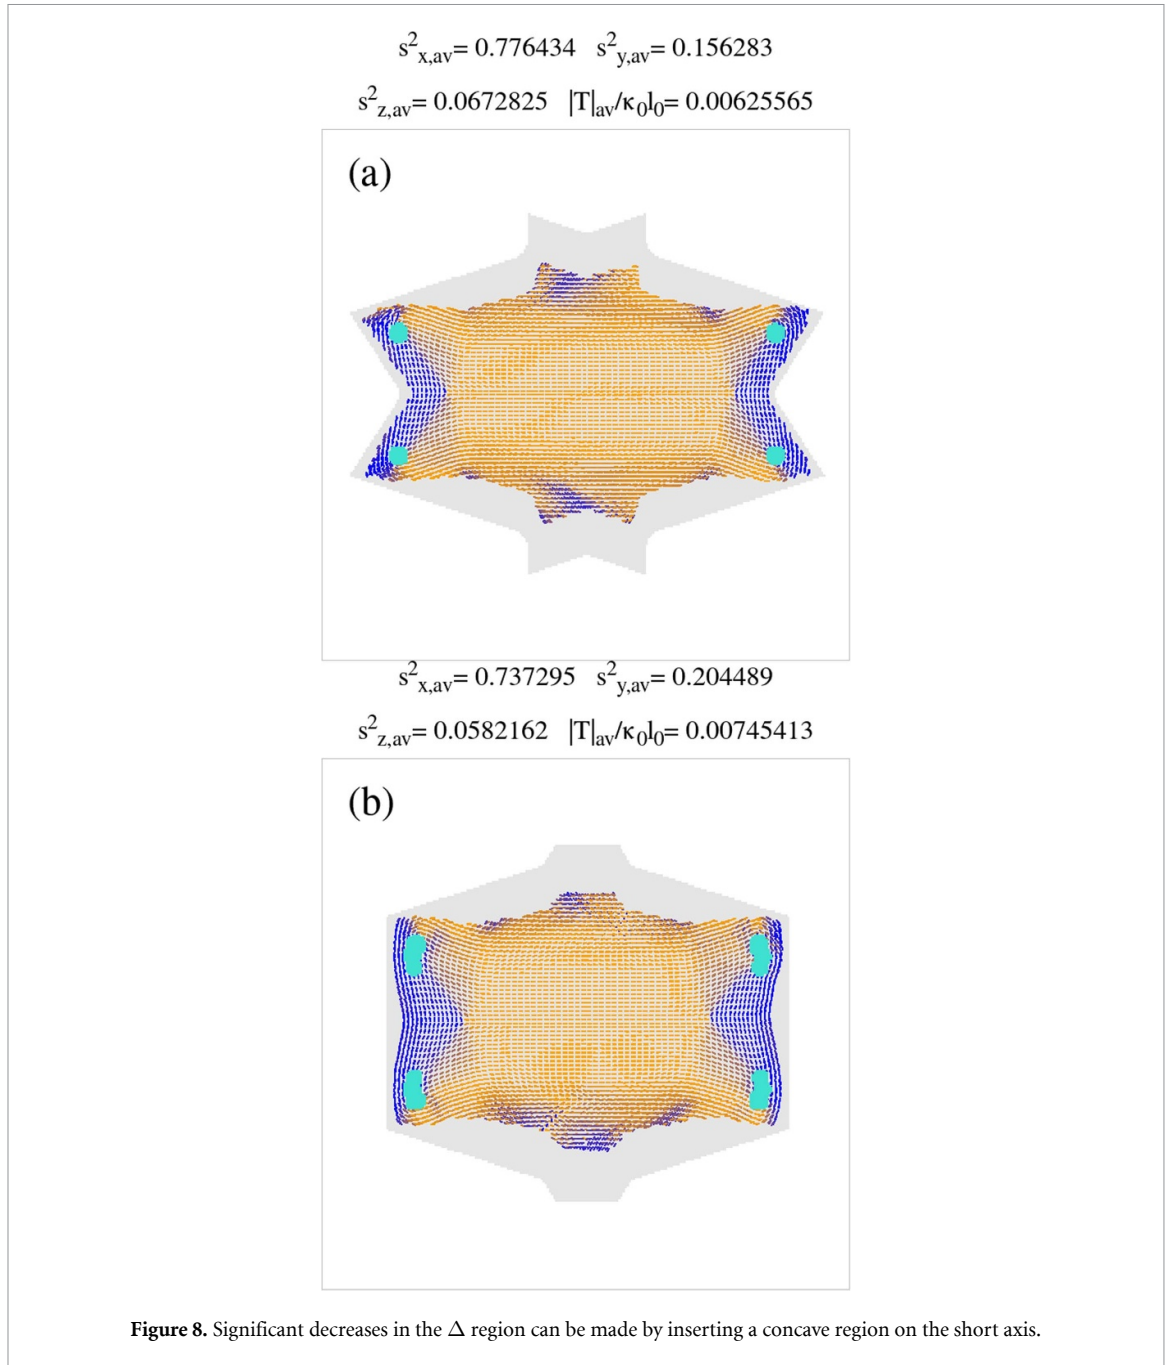 s²x,av= 0.776434 s²y,av= 0.156283
s²z,av= 0.0672825 |T|av/κ0l0= 0.00625565
(a)
s²x,av= 0.737295 s²y,av= 0.204489
s²z,av= 0.0582162 |T|av/κ0l0= 0.00745413
(b)
Figure 8. Significant decreases in the Δ region can be made by inserting a concave region on the short axis.